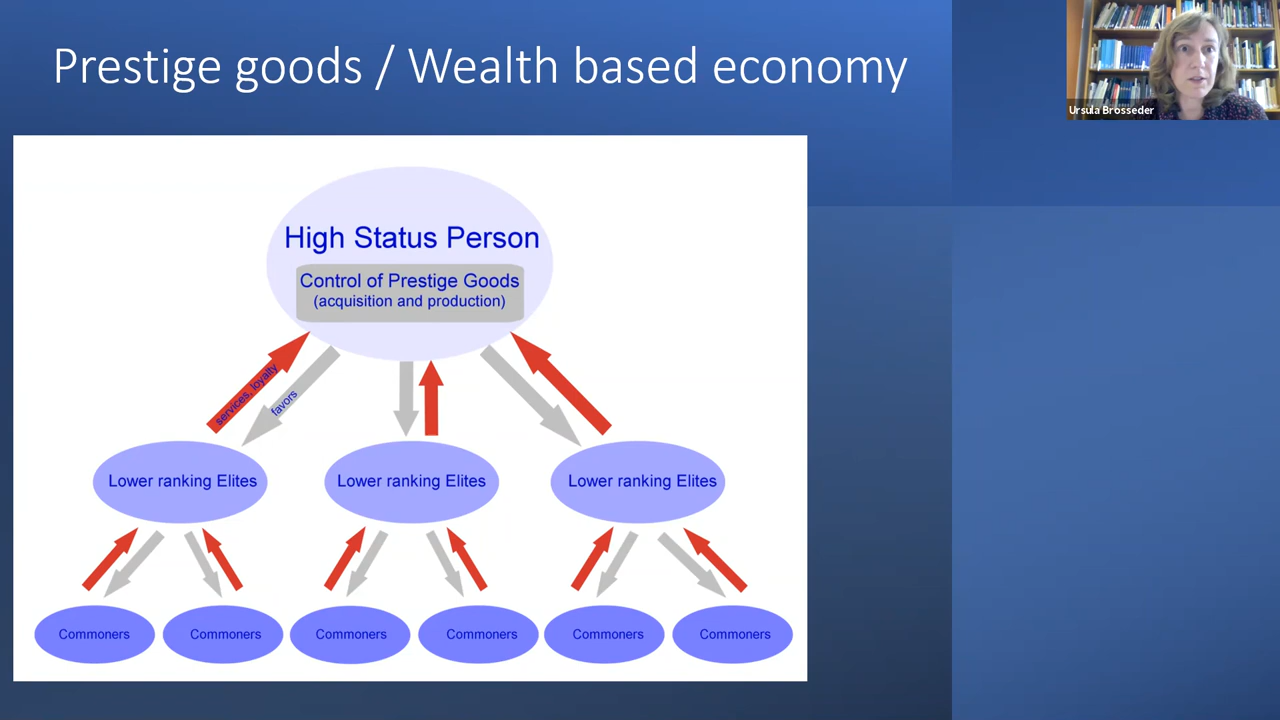 Prestige goods / Wealth based economy
Ursula Brosseder
High Status Person
Control of Prestige Goods
(acquisition and production)
services, loyalty
favors
Lower ranking Elites
Lower ranking Elites
Lower ranking Elites
Commoners
Commoners
Commoners
Commoners
Commoners
Commoners